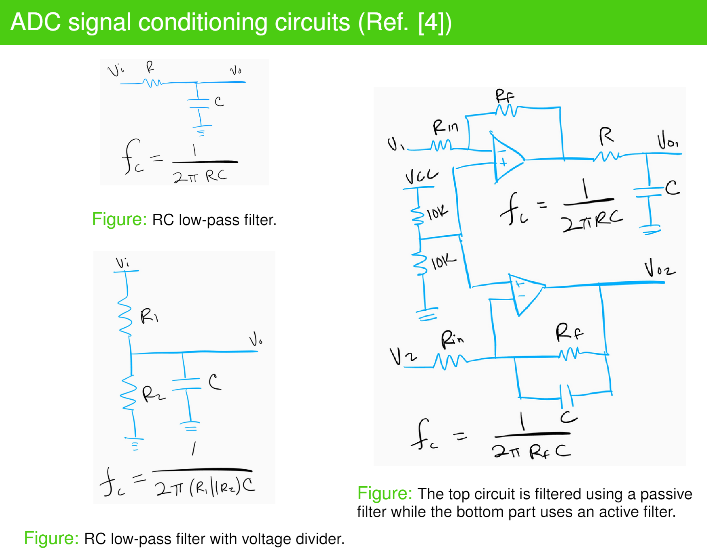 ADC signal conditioning circuits (Ref. [4])
Vi R Vo
C
fc = 1 / 2π RC
Figure: RC low-pass filter.
Vi
R1
Vo
R2 C
fc = 1 / 2π (R1||R2)C
Figure: RC low-pass filter with voltage divider.
RF
Rin
V1
R
Vo1
-
+
VCC
C
10K
fc = 1 / 2πRC
10K
Vo2
+
-
Rin
V2
RF
C
fc = 1 / 2π RF C
Figure: The top circuit is filtered using a passive
filter while the bottom part uses an active filter.